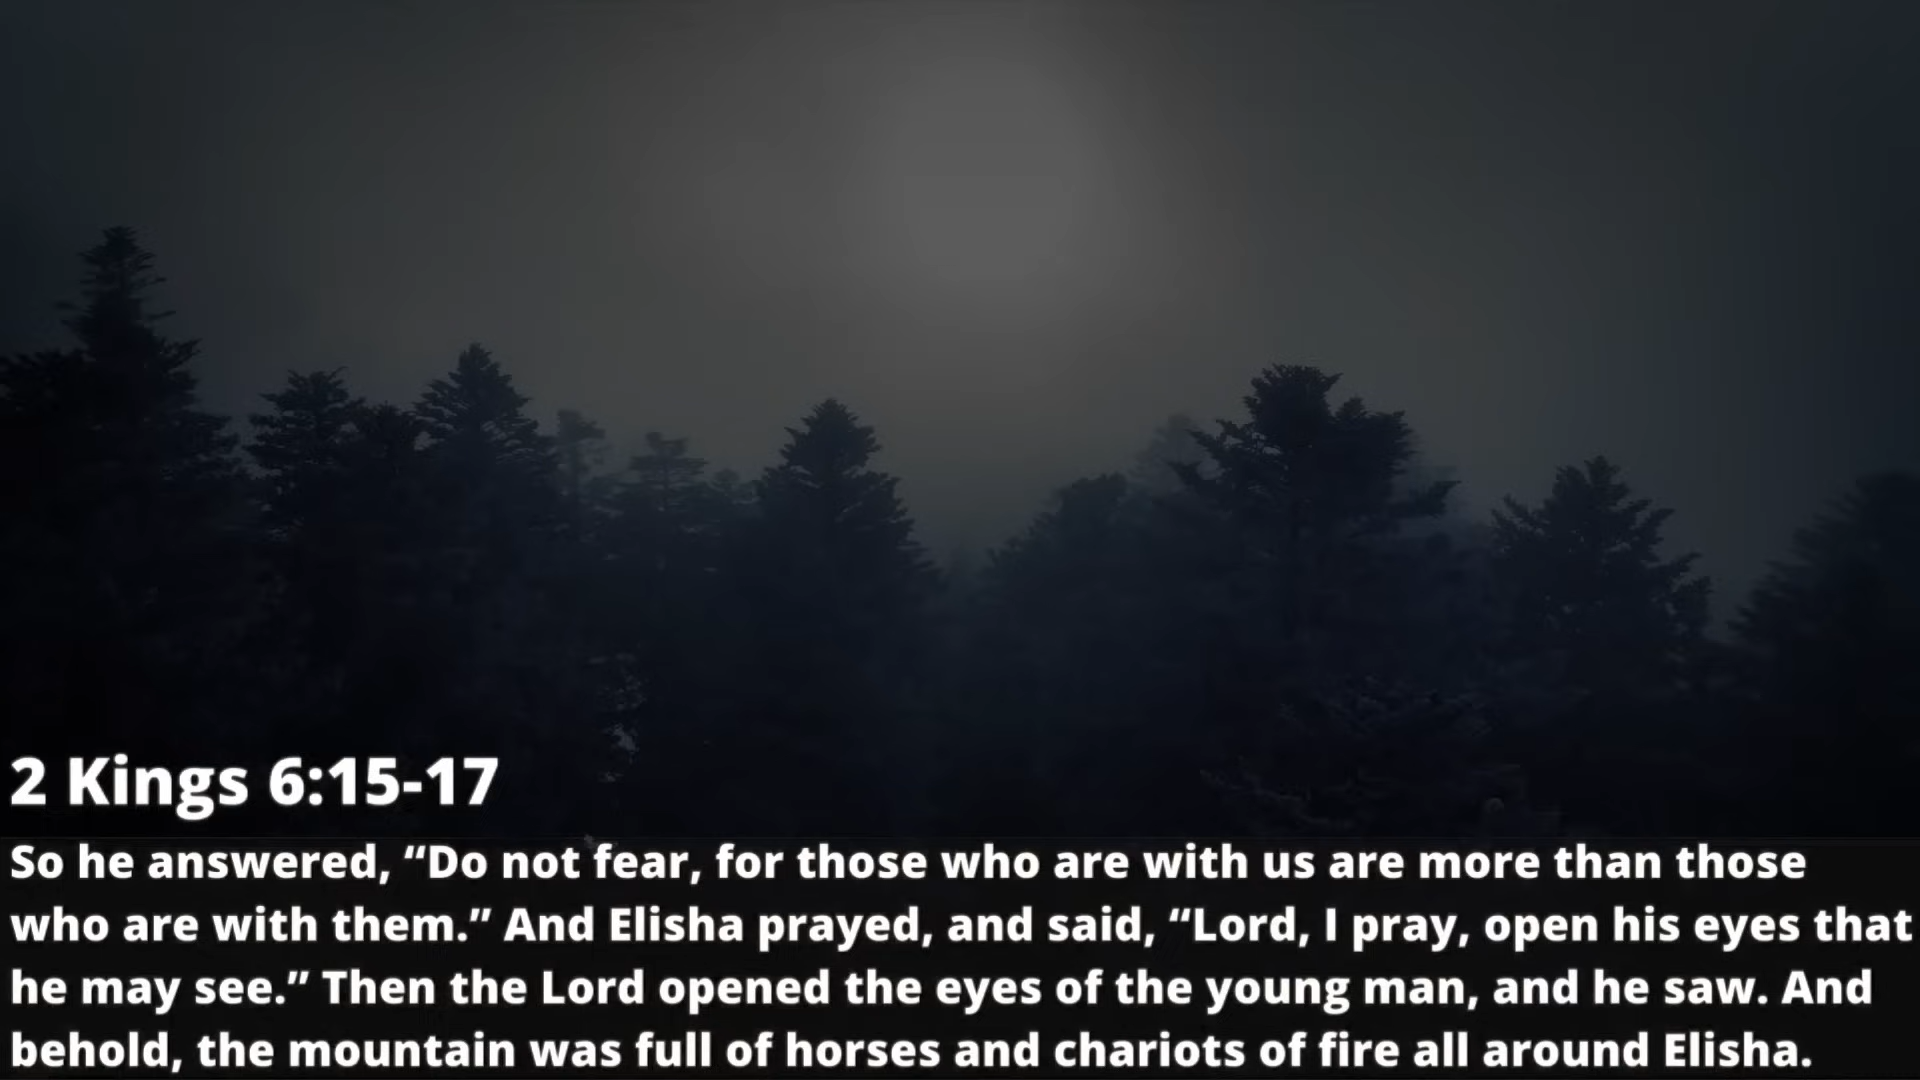 2 Kings 6:15-17
So he answered, “Do not fear, for those who are with us are more than those
who are with them.” And Elisha prayed, and said, “Lord, I pray, open his eyes that
he may see.” Then the Lord opened the eyes of the young man, and he saw. And
behold, the mountain was full of horses and chariots of fire all around Elisha.